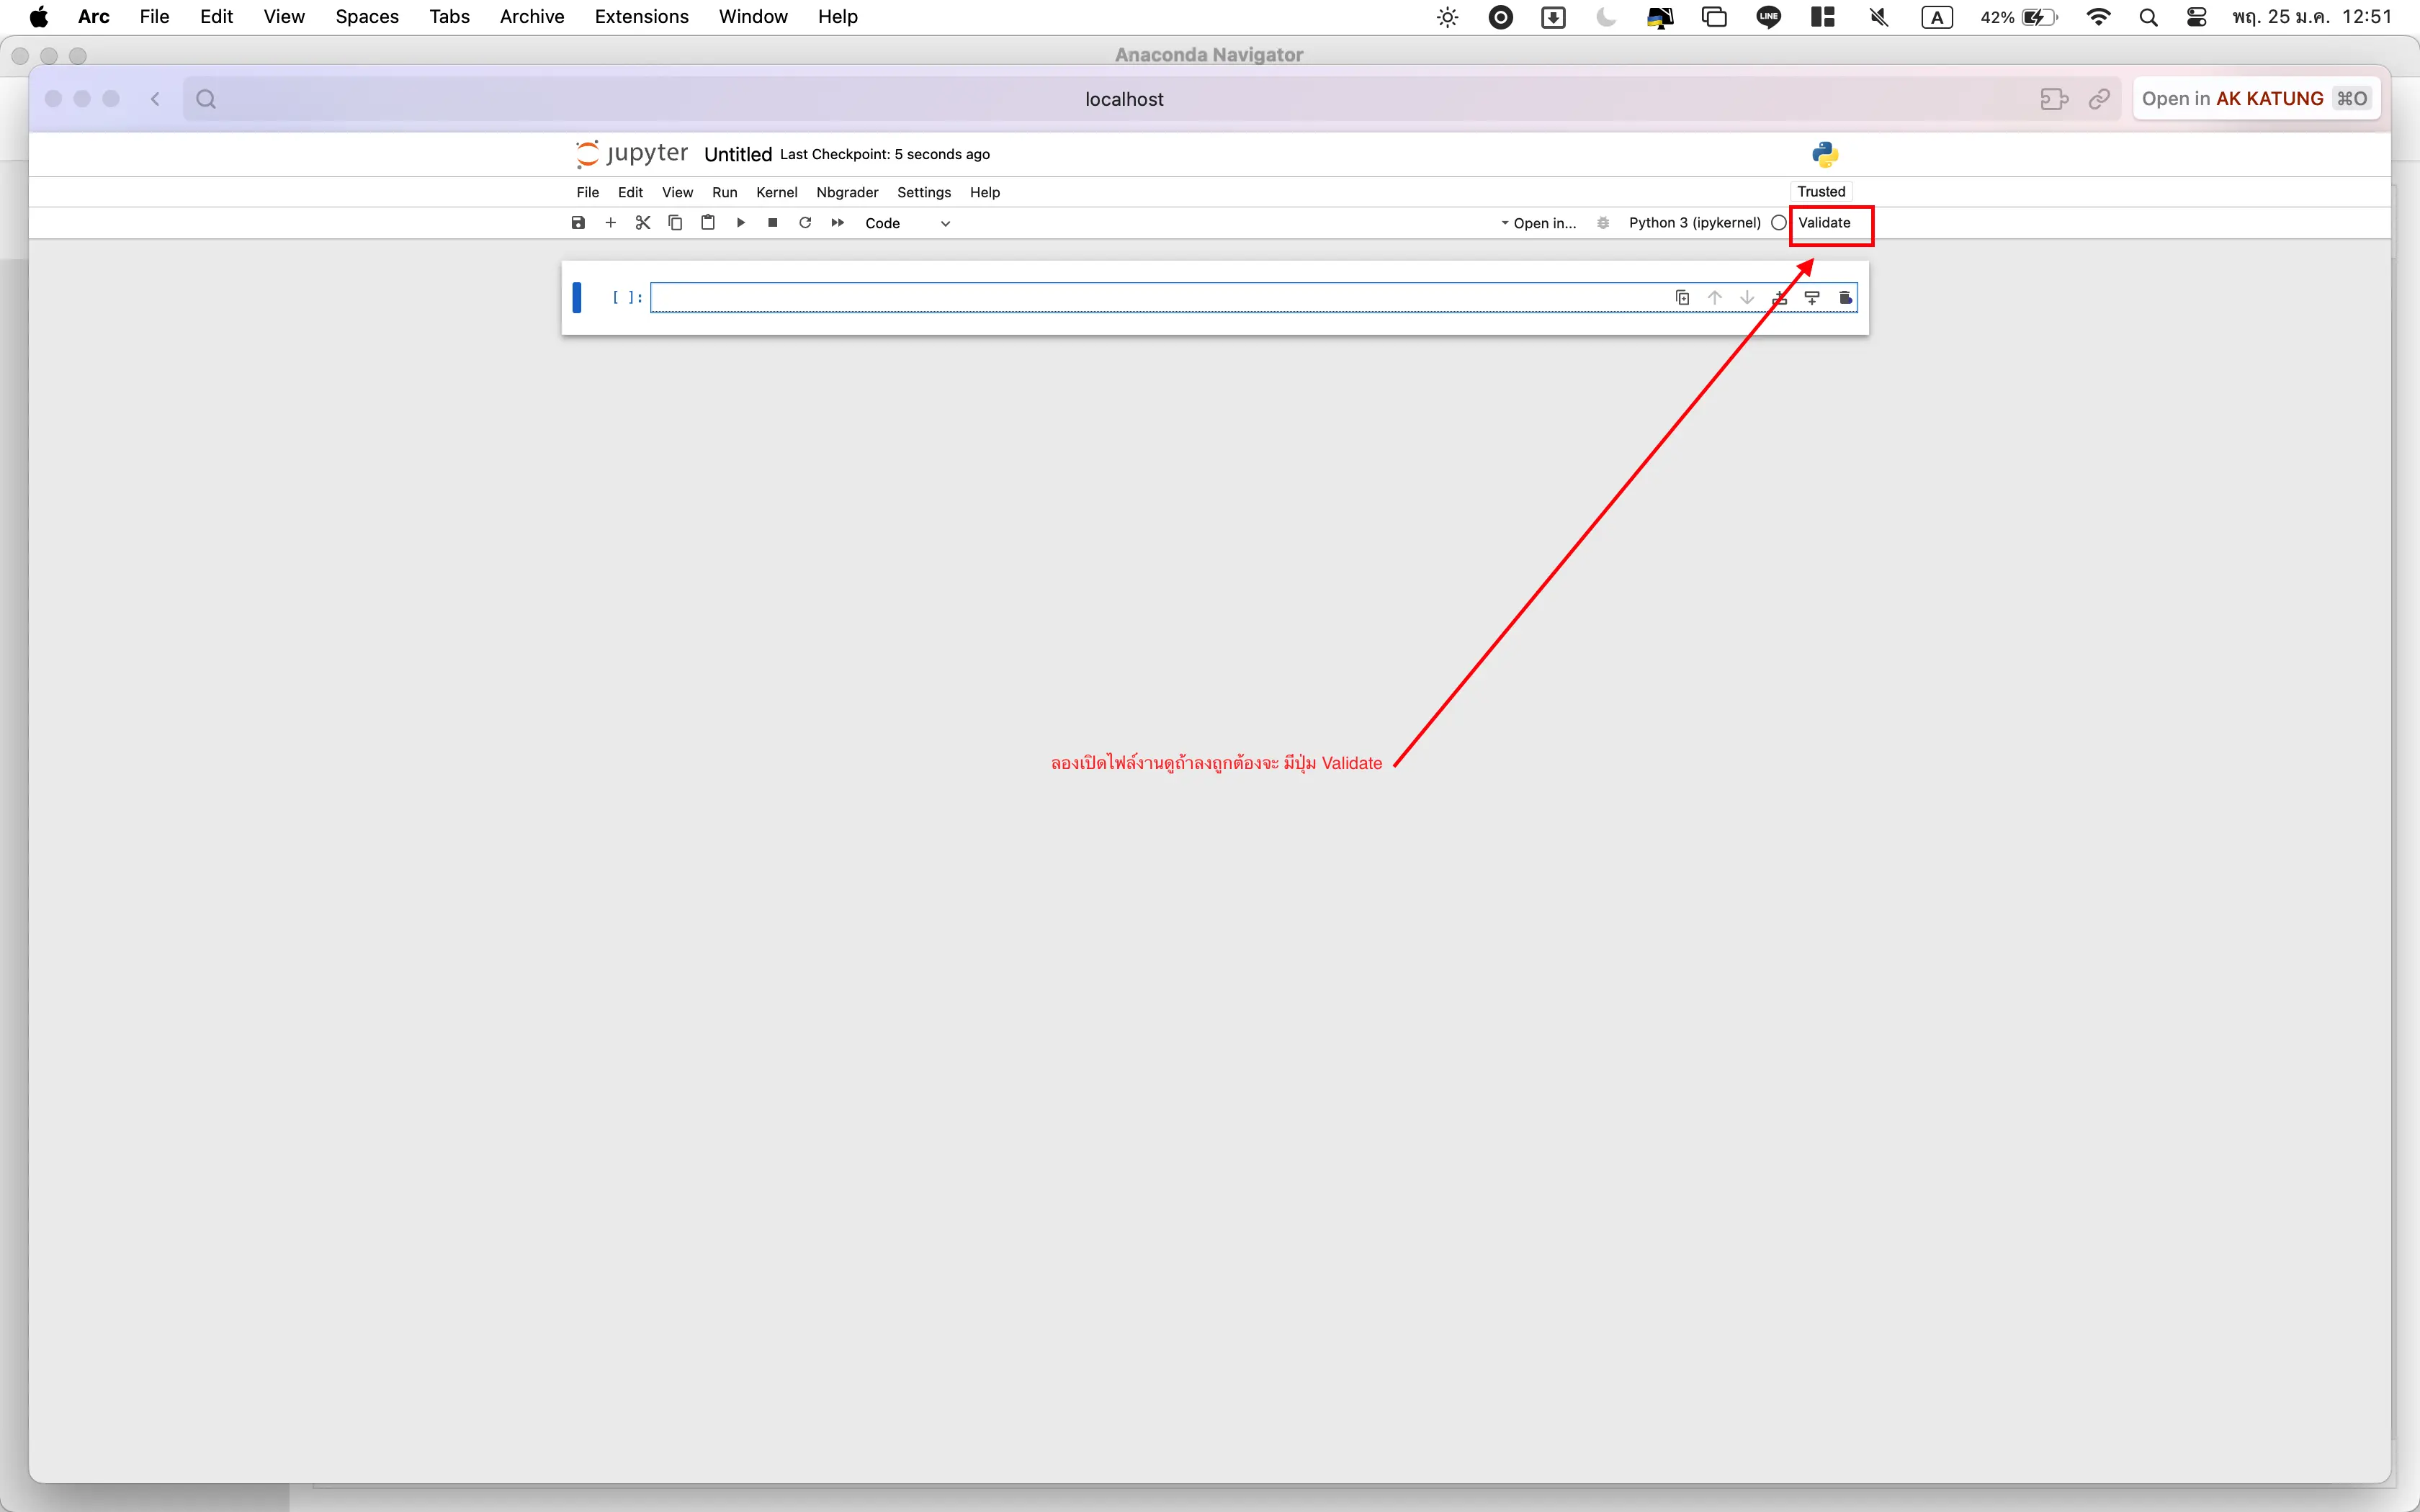 Arc File Edit View Spaces Tabs Archive Extensions Window Help LINE A 42% พฤ. 25 ม.ค. 12:51
Anaconda Navigator
localhost Open in AK KATUNG ⌘O
jupyter Untitled Last Checkpoint: 5 seconds ago
File Edit View Run Kernel Nbgrader Settings Help Trusted
Code Open in... Python 3 (ipykernel) Validate
[ ]:
ลองเปิดไฟล์งานดูถ้าลงถูกต้องจะ มีปุ่ม Validate